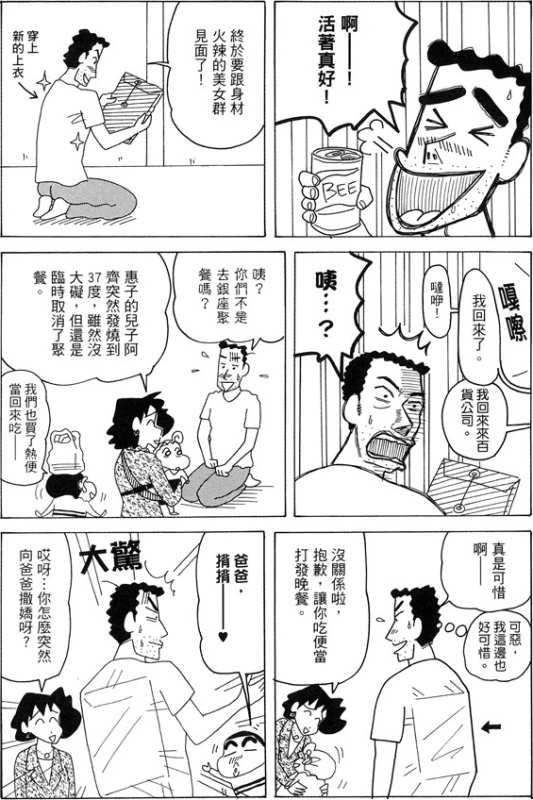 啊——！
活著真好！
BEE
終於要跟身材
火辣的美女群
見面了！
穿上
新的上衣
嘎嚓
我回來了。
我回來來百
貨公司。
噠咿！
咦…？
咦？
你們不是
去銀座聚
餐嗎？
惠子的兒子阿
齊突然發燒到
37度，雖然沒
大礙，但還是
臨時取消了聚
餐。
我們也買了熱便
當回來吃——
真是可惜
啊——
可惡，
我這邊也
好可惜。
沒關係啦，
抱歉，讓你吃便當
打發晚餐。
爸爸，
揹揹——♥
大驚
哎呀…你怎麼突然
向爸爸撒嬌呀？